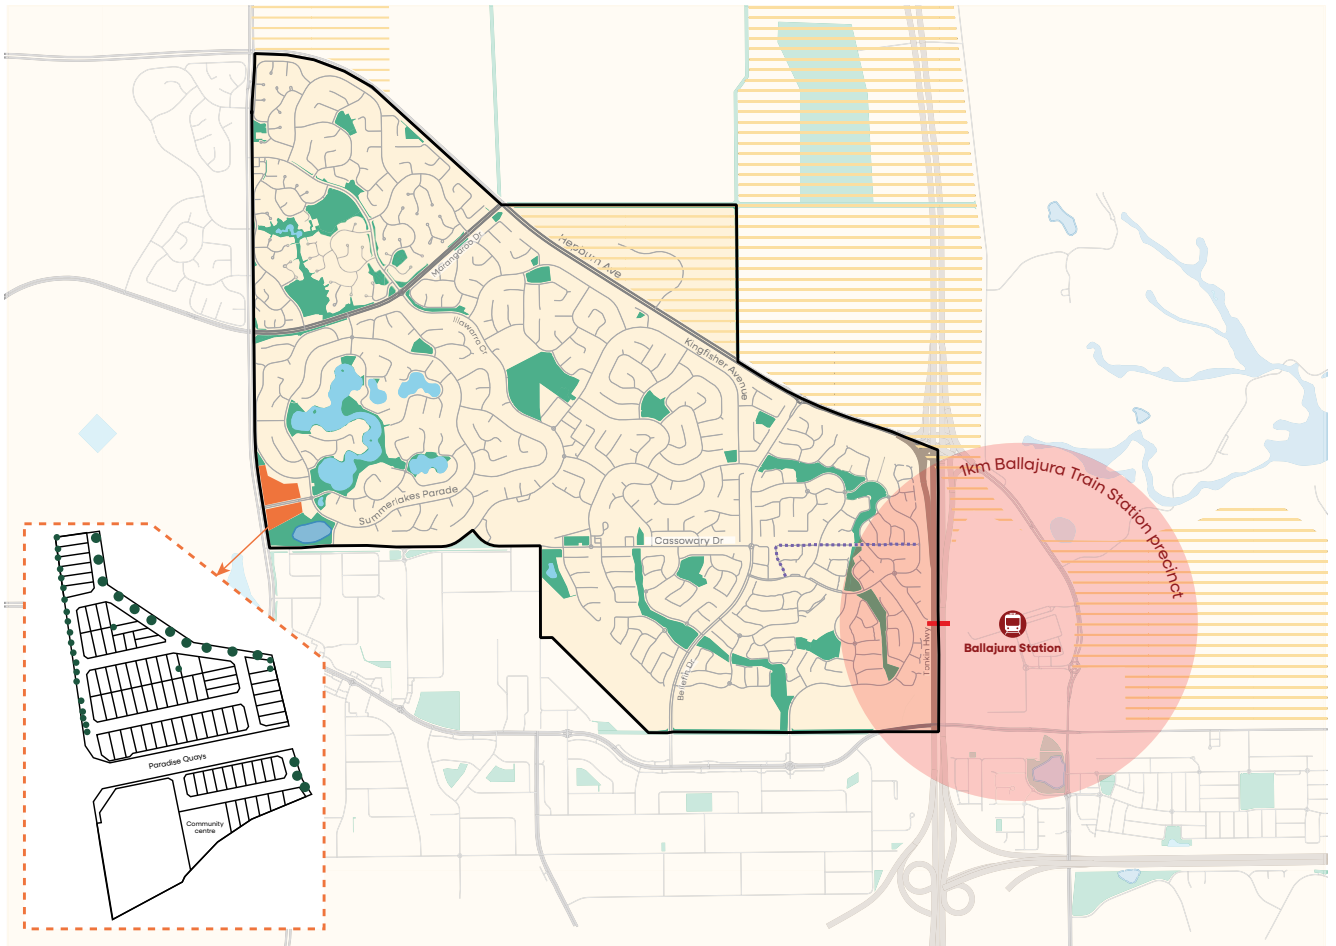 Marangaroo Dr
Hepburn Ave
Illawarra Cr
Kingfisher Avenue
Summerlakes Parade
Cassowary Dr
1km Ballajura Train Station precinct
Tonkin Hwy
Ballajura Station
Bellefin Dr
Paradise Quays
Community
centre